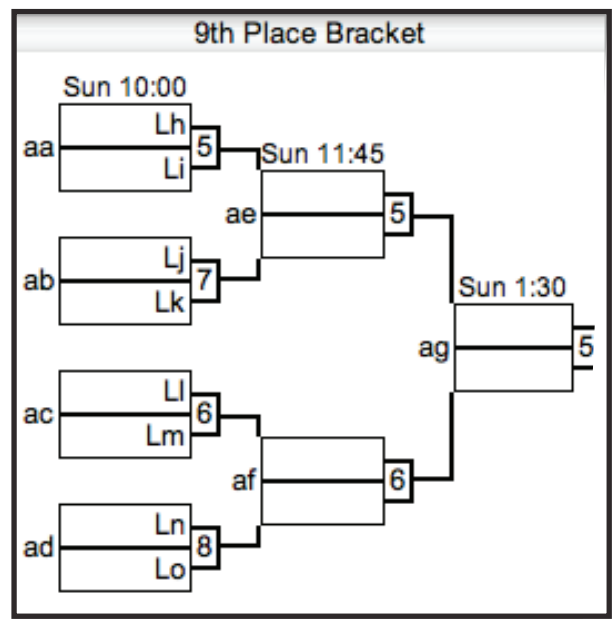 9th Place Bracket
Sun 10:00
Lh
aa 5
Li
Sun 11:45
ae 5
Lj
ab 7
Lk
Sun 1:30
ag 5
Ll
ac 6
Lm
af 6
Ln
ad 8
Lo